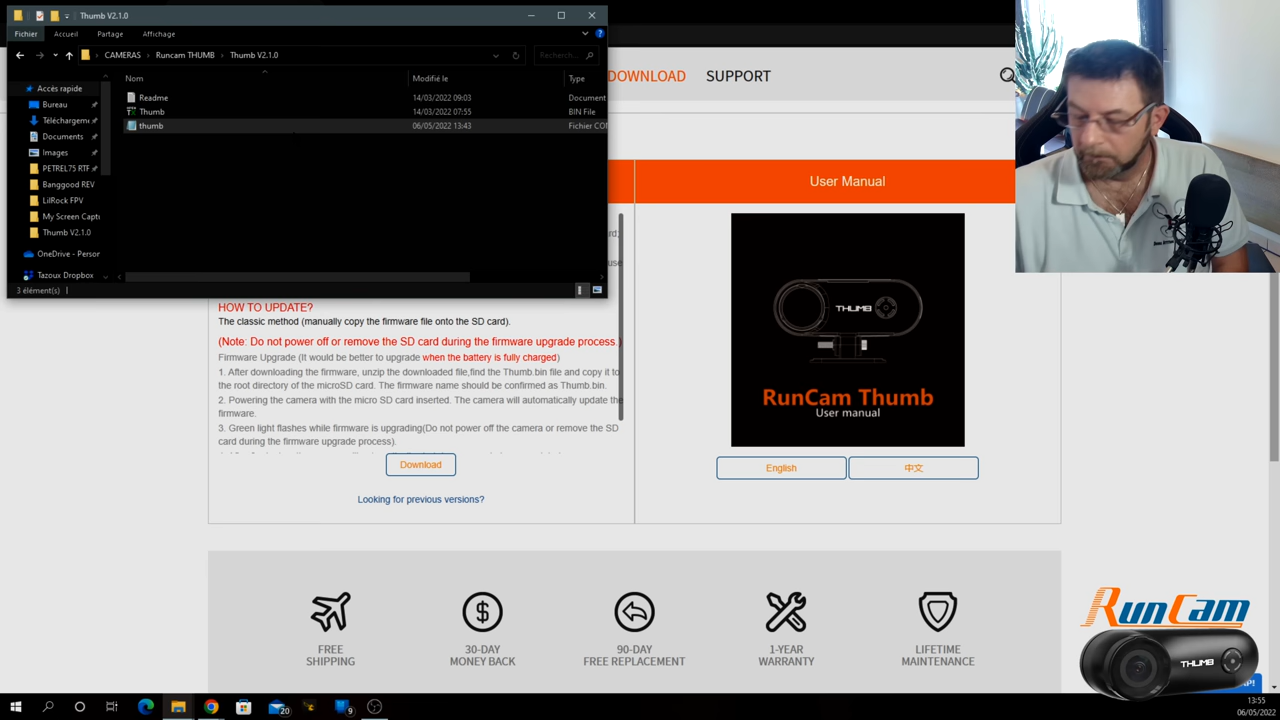 Thumb V2.1.0
Fichier Accueil Partage Affichage
CAMERAS Runcam THUMB Thumb V2.1.0
Recherc...
Nom Modifié le Type
Accès rapide
Bureau
Téléchargeme
Documents
Images
PETREL75 RTF
Banggood REV
LilRock FPV
My Screen Captu
Thumb V2.1.0
OneDrive - Person
Tazoux Dropbox
Readme 14/03/2022 09:03 Document
Thumb 14/03/2022 07:55 BIN File
thumb 06/05/2022 13:43 Fichier CON
3 élément(s)
DOWNLOAD SUPPORT
User Manual
rd;
use
HOW TO UPDATE?
The classic method (manually copy the firmware file onto the SD card).
(Note: Do not power off or remove the SD card during the firmware upgrade process.)
Firmware Upgrade (It would be better to upgrade when the battery is fully charged)
1. After downloading the firmware, unzip the downloaded file,find the Thumb.bin file and copy it to
the root directory of the microSD card. The firmware name should be confirmed as Thumb.bin.
2. Powering the camera with the micro SD card inserted. The camera will automatically update the
firmware.
3. Green light flashes while firmware is upgrading(Do not power off the camera or remove the SD
card during the firmware upgrade process).
Download
Looking for previous versions?
THUMB
RunCam Thumb
User manual
English 中文
FREE
SHIPPING
30-DAY
MONEY BACK
90-DAY
FREE REPLACEMENT
1-YEAR
WARRANTY
LIFETIME
MAINTENANCE
RunCam
THUMB
20
9
13:55
06/05/2022